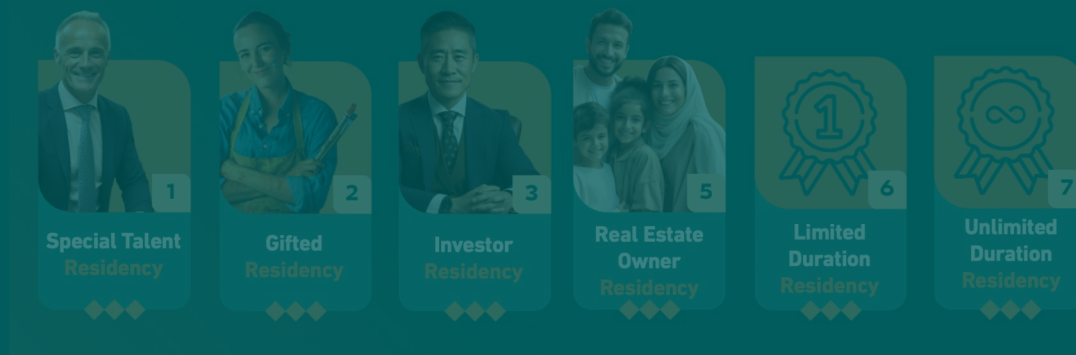 1
Special Talent
Residency
2
Gifted
Residency
3
Investor
Residency
5
Real Estate
Owner
Residency
1
6
Limited
Duration
Residency
∞
7
Unlimited
Duration
Residency